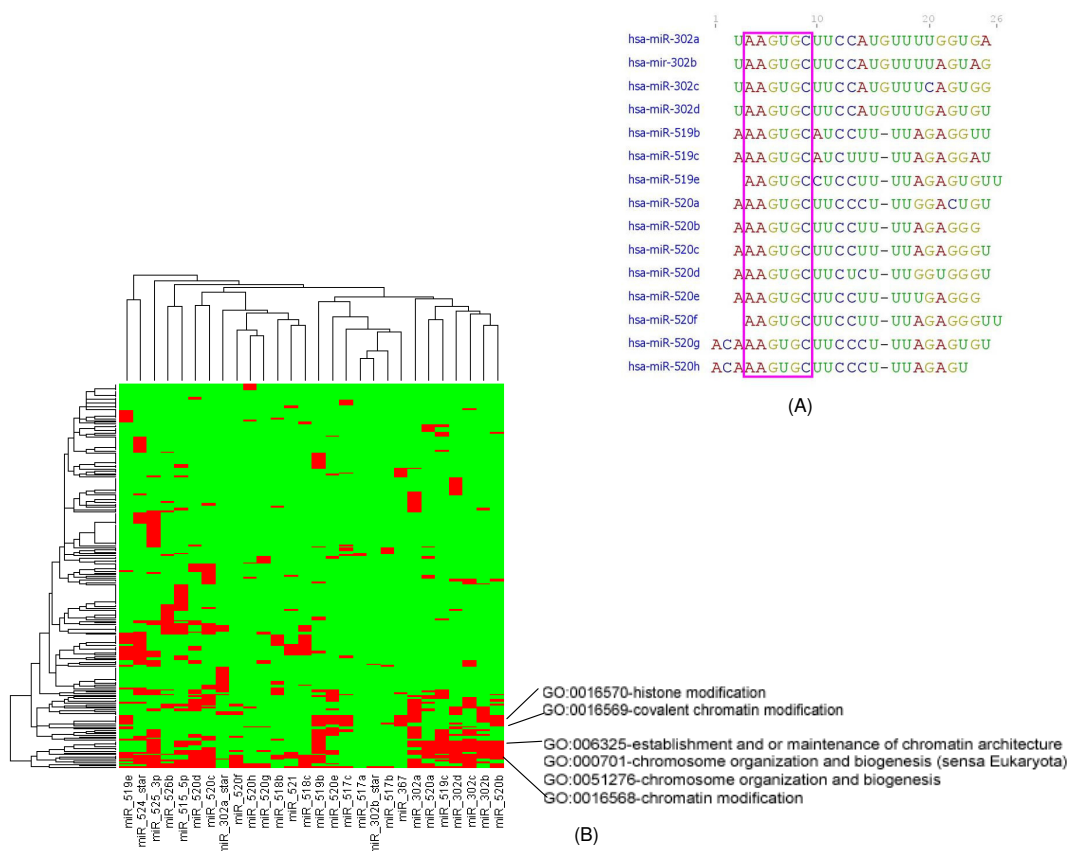 1 10 20 26
hsa-miR-302a UAAGUGCUUCCAUGUUUUGGUGA
hsa-mir-302b UAAGUGCUUCCAUGUUUUAGUAG
hsa-miR-302c UAAGUGCUUCCAUGUUUCAGUGG
hsa-miR-302d UAAGUGCUUCCAUGUUUGAGUGU
hsa-miR-519b AAAGUGCAUCCUU-UUAGAGGUU
hsa-miR-519c AAAGUGCAUCUUU-UUAGAGGAU
hsa-miR-519e AAGUGCCUCCUU-UUAGAGUGUU
hsa-miR-520a AAAGUGCUUCCCU-UUGGACUGU
hsa-miR-520b AAAGUGCUUCCUU-UUAGAGGG
hsa-miR-520c AAAGUGCUUCCUU-UUAGAGGGU
hsa-miR-520d AAAGUGCUUCUCU-UUGGUGGGU
hsa-miR-520e AAAGUGCUUCCUU-UUUGAGGG
hsa-miR-520f AAGUGCUUCCUU-UUAGAGGGUU
hsa-miR-520g ACAAAGUGCUUCCCU-UUAGAGUGU
hsa-miR-520h ACAAAGUGCUUCCCU-UUAGAGU
(A)
GO:0016570-histone modification
GO:0016569-covalent chromatin modification
GO:006325-establishment and or maintenance of chromatin architecture
GO:000701-chromosome organization and biogenesis (sensa Eukaryota)
GO:0051276-chromosome organization and biogenesis
GO:0016568-chromatin modification
miR_519e
miR_524_star
miR_525_3p
miR_526b
miR_515_5p
miR_520d
miR_520c
miR_302a_star
miR_520f
miR_520h
miR_520g
miR_518b
miR_521
miR_518c
miR_519b
miR_520e
miR_517c
miR_517a
miR_302b_star
miR_517b
miR_367
miR_302a
miR_520a
miR_519c
miR_302d
miR_302c
miR_302b
miR_520b
(B)